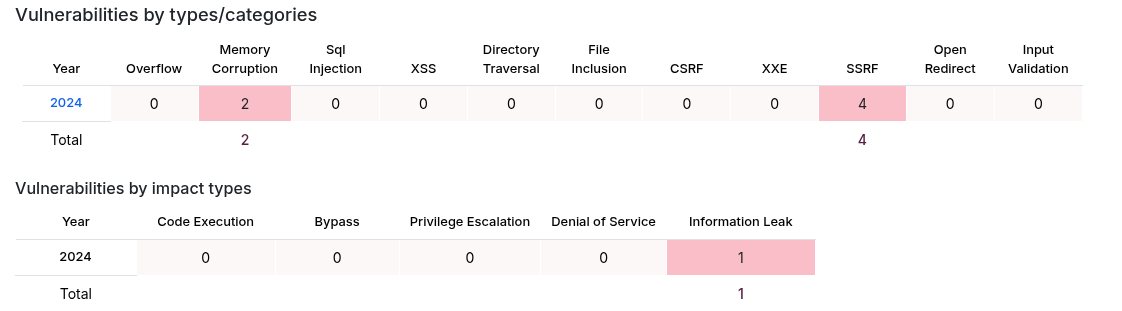 Vulnerabilities by types/categories
Year Overflow Memory Corruption Sql Injection XSS Directory Traversal File Inclusion CSRF XXE SSRF Open Redirect Input Validation
2024 0 2 0 0 0 0 0 0 4 0 0
Total 2 4
Vulnerabilities by impact types
Year Code Execution Bypass Privilege Escalation Denial of Service Information Leak
2024 0 0 0 0 1
Total 1